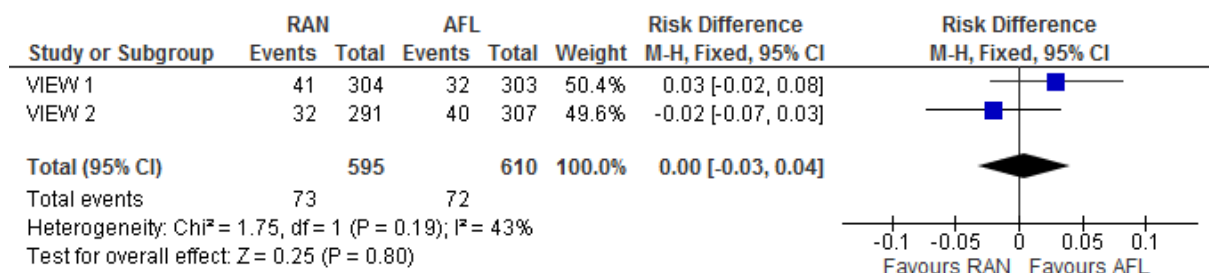 RAN AFL Risk Difference Risk Difference
Study or Subgroup Events Total Events Total Weight M-H, Fixed, 95% CI M-H, Fixed, 95% CI
VIEW 1 41 304 32 303 50.4% 0.03 [-0.02, 0.08]
VIEW 2 32 291 40 307 49.6% -0.02 [-0.07, 0.03]
Total (95% CI) 595 610 100.0% 0.00 [-0.03, 0.04]
Total events 73 72
Heterogeneity: Chi² = 1.75, df = 1 (P = 0.19); I² = 43%
Test for overall effect: Z = 0.25 (P = 0.80)
-0.1 -0.05 0 0.05 0.1
Favours RAN Favours AFL